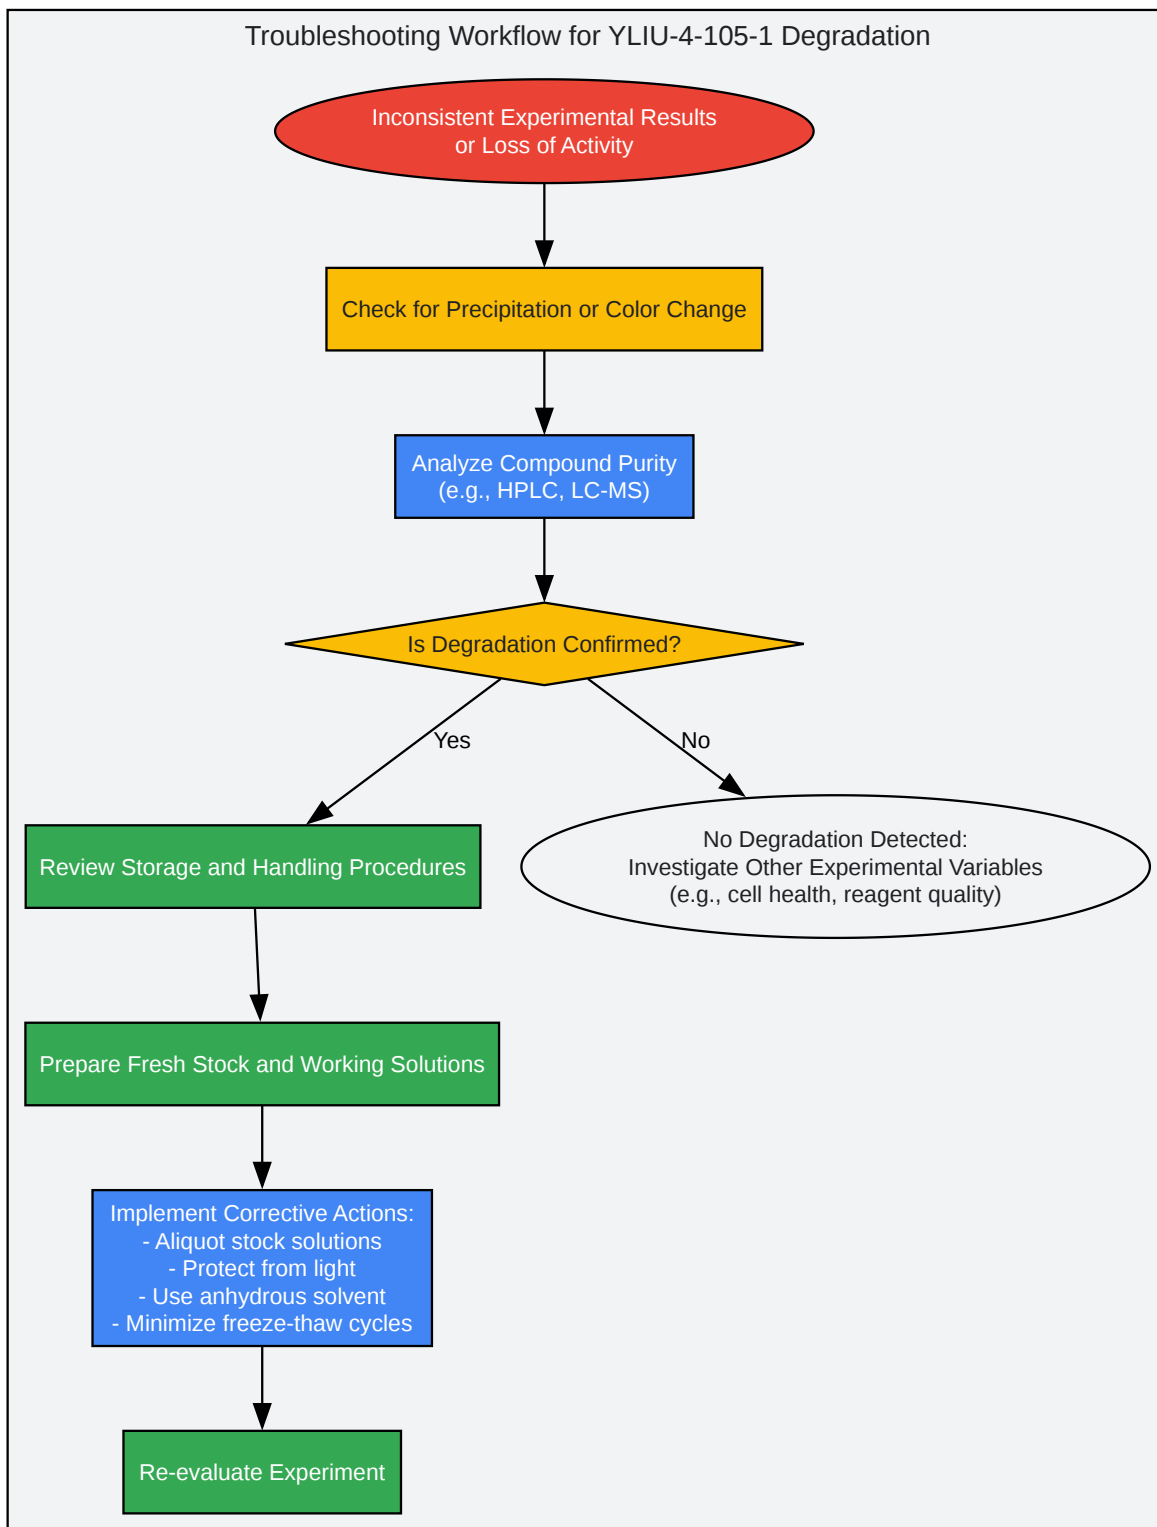 Troubleshooting Workflow for YLIU-4-105-1 Degradation
Inconsistent Experimental Results
or Loss of Activity
Check for Precipitation or Color Change
Analyze Compound Purity
(e.g., HPLC, LC-MS)
Is Degradation Confirmed?
Yes
No
Review Storage and Handling Procedures
No Degradation Detected:
Investigate Other Experimental Variables
(e.g., cell health, reagent quality)
Prepare Fresh Stock and Working Solutions
Implement Corrective Actions:
- Aliquot stock solutions
- Protect from light
- Use anhydrous solvent
- Minimize freeze-thaw cycles
Re-evaluate Experiment